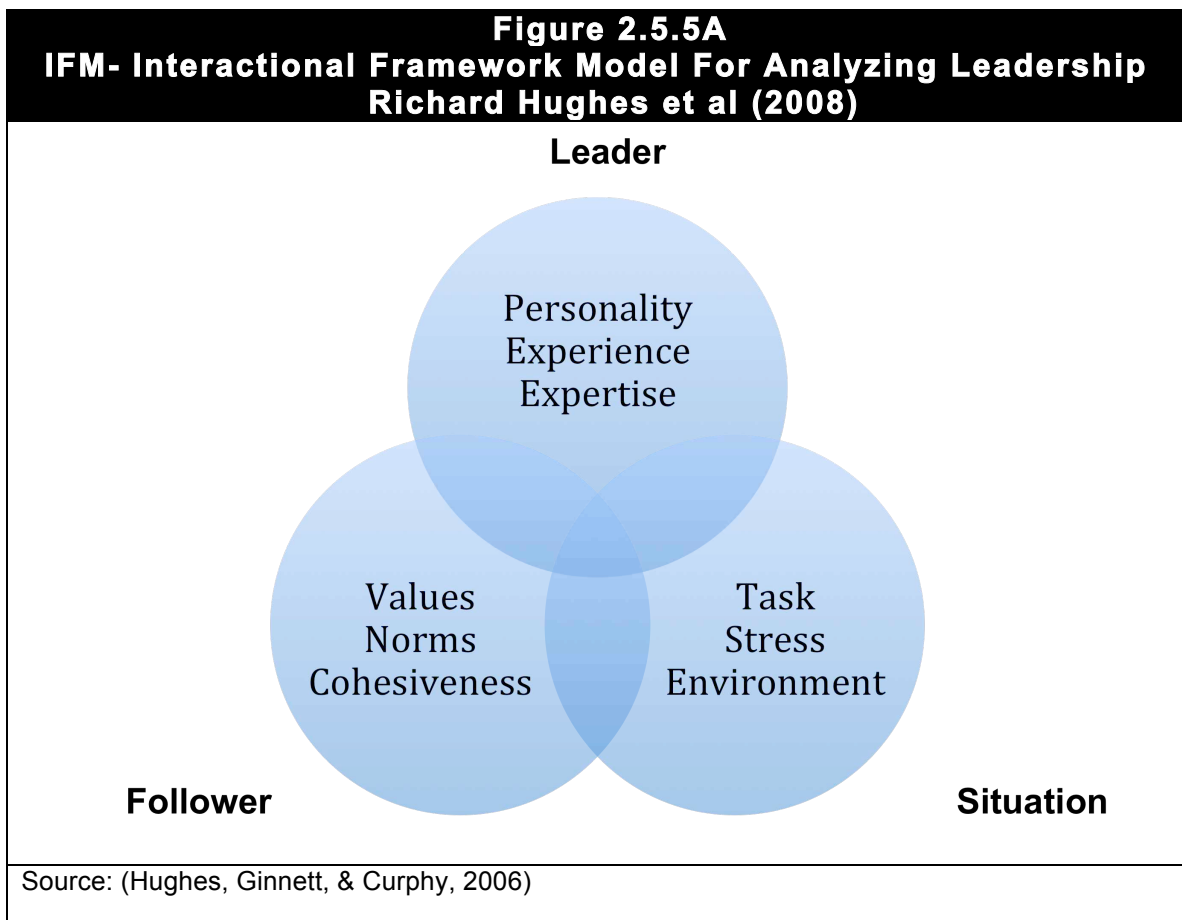 Figure 2.5.5A
IFM- Interactional Framework Model For Analyzing Leadership
Richard Hughes et al (2008)
Leader
Personality
Experience
Expertise
Values
Norms
Cohesiveness
Task
Stress
Environment
Follower
Situation
Source: (Hughes, Ginnett, & Curphy, 2006)